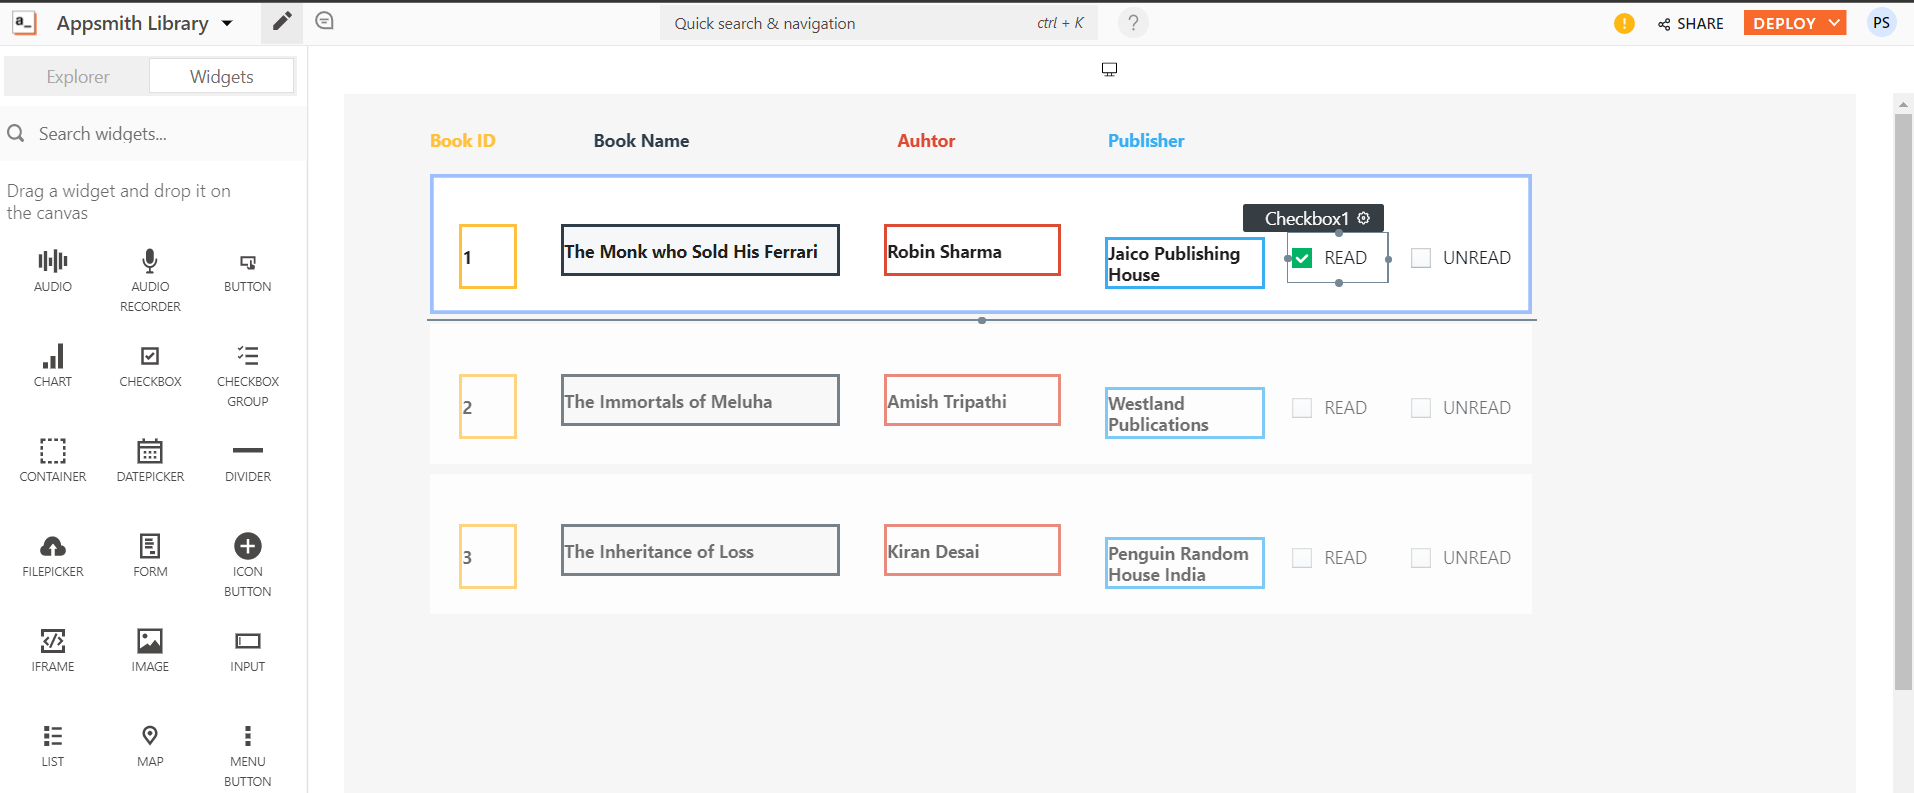 a_ Appsmith Library
Quick search & navigation ctrl + K
?
!
SHARE
DEPLOY
PS
Explorer
Widgets
Search widgets...
Drag a widget and drop it on
the canvas
AUDIO
AUDIO
RECORDER
BUTTON
CHART
CHECKBOX
CHECKBOX
GROUP
CONTAINER
DATEPICKER
DIVIDER
FILEPICKER
FORM
ICON
BUTTON
IFRAME
IMAGE
INPUT
LIST
MAP
MENU
BUTTON
Book ID
Book Name
Auhtor
Publisher
Checkbox1
1
The Monk who Sold His Ferrari
Robin Sharma
Jaico Publishing
House
READ
UNREAD
2
The Immortals of Meluha
Amish Tripathi
Westland
Publications
READ
UNREAD
3
The Inheritance of Loss
Kiran Desai
Penguin Random
House India
READ
UNREAD